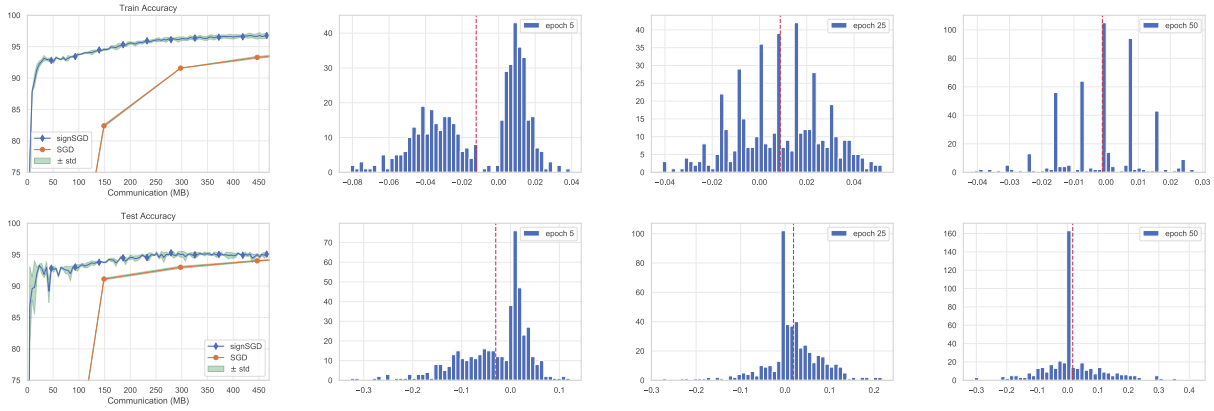 Train Accuracy
100
95
90
85
80
75
signSGD
SGD
± std
0 50 100 150 200 250 300 350 400 450
Communication (MB)
epoch 5
40
30
20
10
0
−0.08 −0.06 −0.04 −0.02 0.00 0.02 0.04
epoch 25
40
35
30
25
20
15
10
5
0
−0.04 −0.02 0.00 0.02 0.04
epoch 50
100
80
60
40
20
0
−0.04 −0.03 −0.02 −0.01 0.00 0.01 0.02 0.03
Test Accuracy
100
95
90
85
80
75
signSGD
SGD
± std
0 50 100 150 200 250 300 350 400 450
Communication (MB)
epoch 5
70
60
50
40
30
20
10
0
−0.3 −0.2 −0.1 0.0 0.1
epoch 25
100
80
60
40
20
0
−0.3 −0.2 −0.1 0.0 0.1 0.2
epoch 50
160
140
120
100
80
60
40
20
0
−0.3 −0.2 −0.1 0.0 0.1 0.2 0.3 0.4